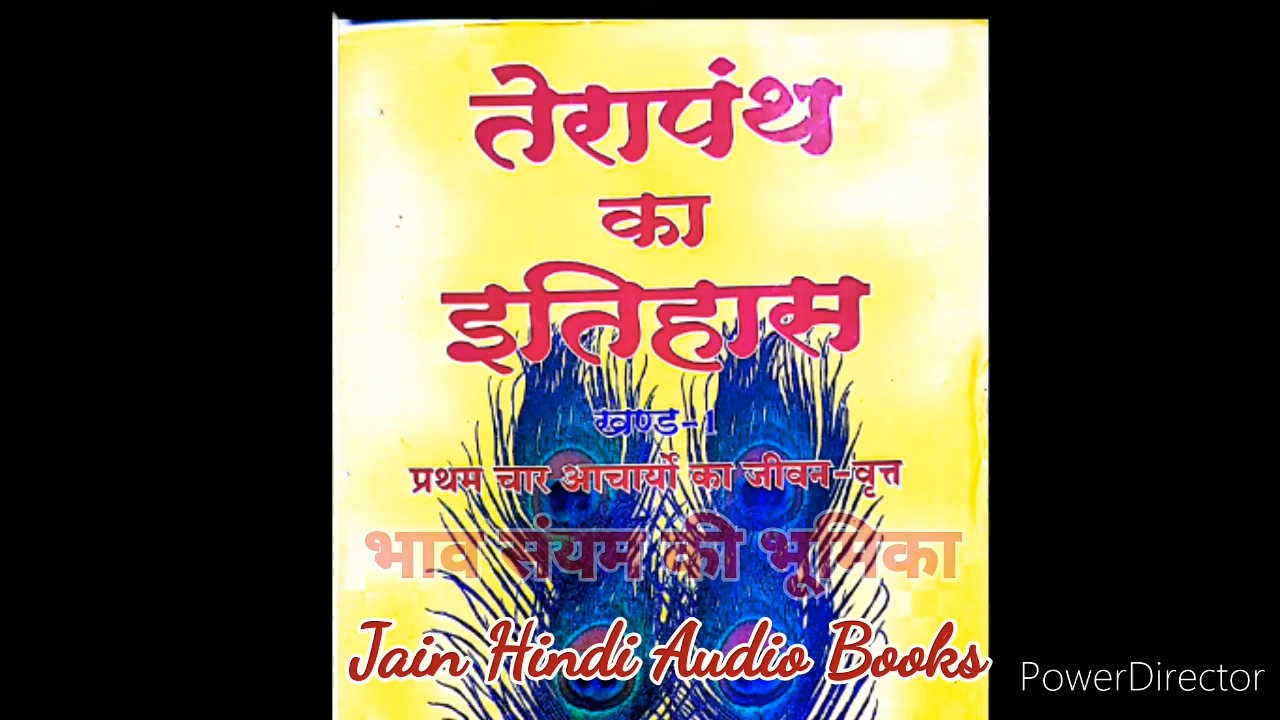 तेरापंथ
का
इतिहास
खण्ड-1
प्रथम चार आचार्यों का जीवन-वृत्त
भाव संयम की भूमिका
Jain Hindi Audio Books
PowerDirector